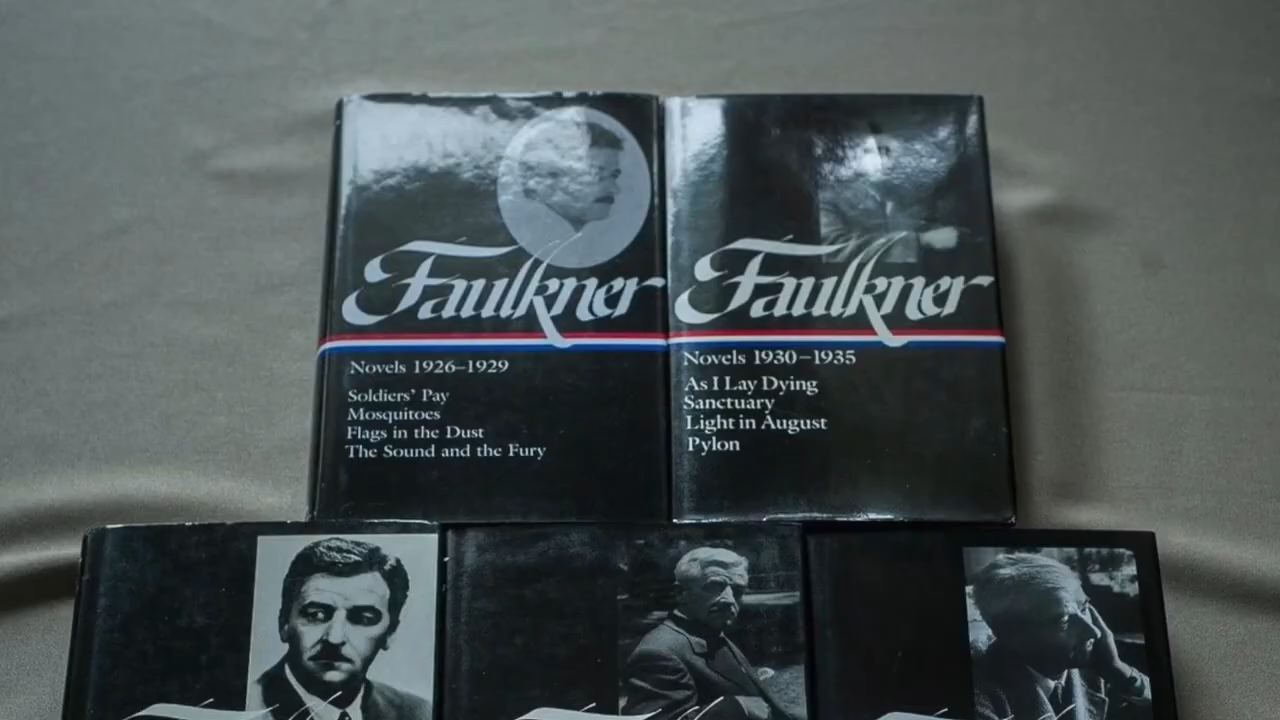 Faulkner
Novels 1926–1929
Soldiers' Pay
Mosquitoes
Flags in the Dust
The Sound and the Fury
Faulkner
Novels 1930–1935
As I Lay Dying
Sanctuary
Light in August
Pylon